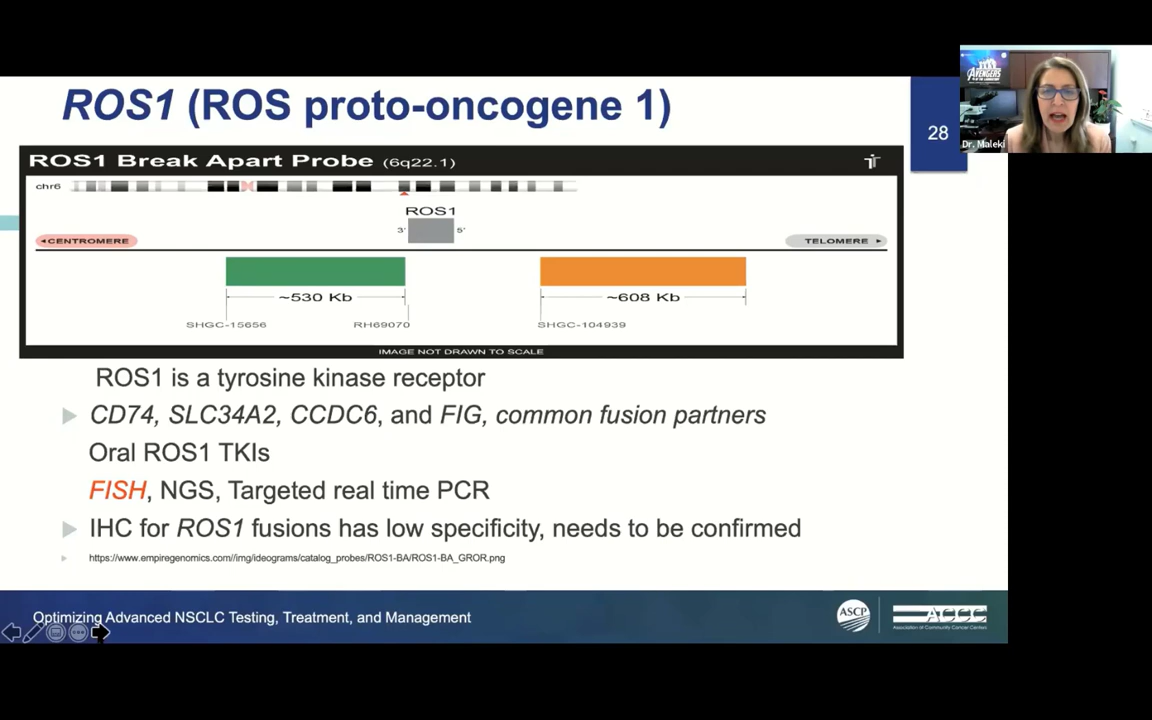 ROS1 (ROS proto-oncogene 1)
28
AVENGERS
Dr. Maleki
ROS1 Break Apart Probe (6q22.1)
chr6
ROS1
3' 5'
CENTROMERE
TELOMERE
~530 Kb
~608 Kb
SHGC-15656
RH69070
SHGC-104939
IMAGE NOT DRAWN TO SCALE
ROS1 is a tyrosine kinase receptor
CD74, SLC34A2, CCDC6, and FIG, common fusion partners
Oral ROS1 TKIs
FISH, NGS, Targeted real time PCR
IHC for ROS1 fusions has low specificity, needs to be confirmed
https://www.empiregenomics.com//img/ideograms/catalog_probes/ROS1-BA/ROS1-BA_GROR.png
Optimizing Advanced NSCLC Testing, Treatment, and Management
ASCP
ACCC
Association of Community Cancer Centers